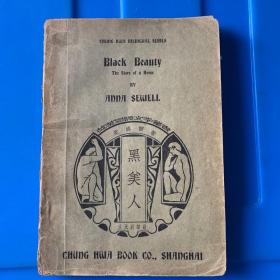 CHUNG HWA BILINGUAL SERIES
Black Beauty
The Story of a Horse
BY
ANNA SEWELL
黑美人
CHUNG HWA BOOK CO., SHANGHAI